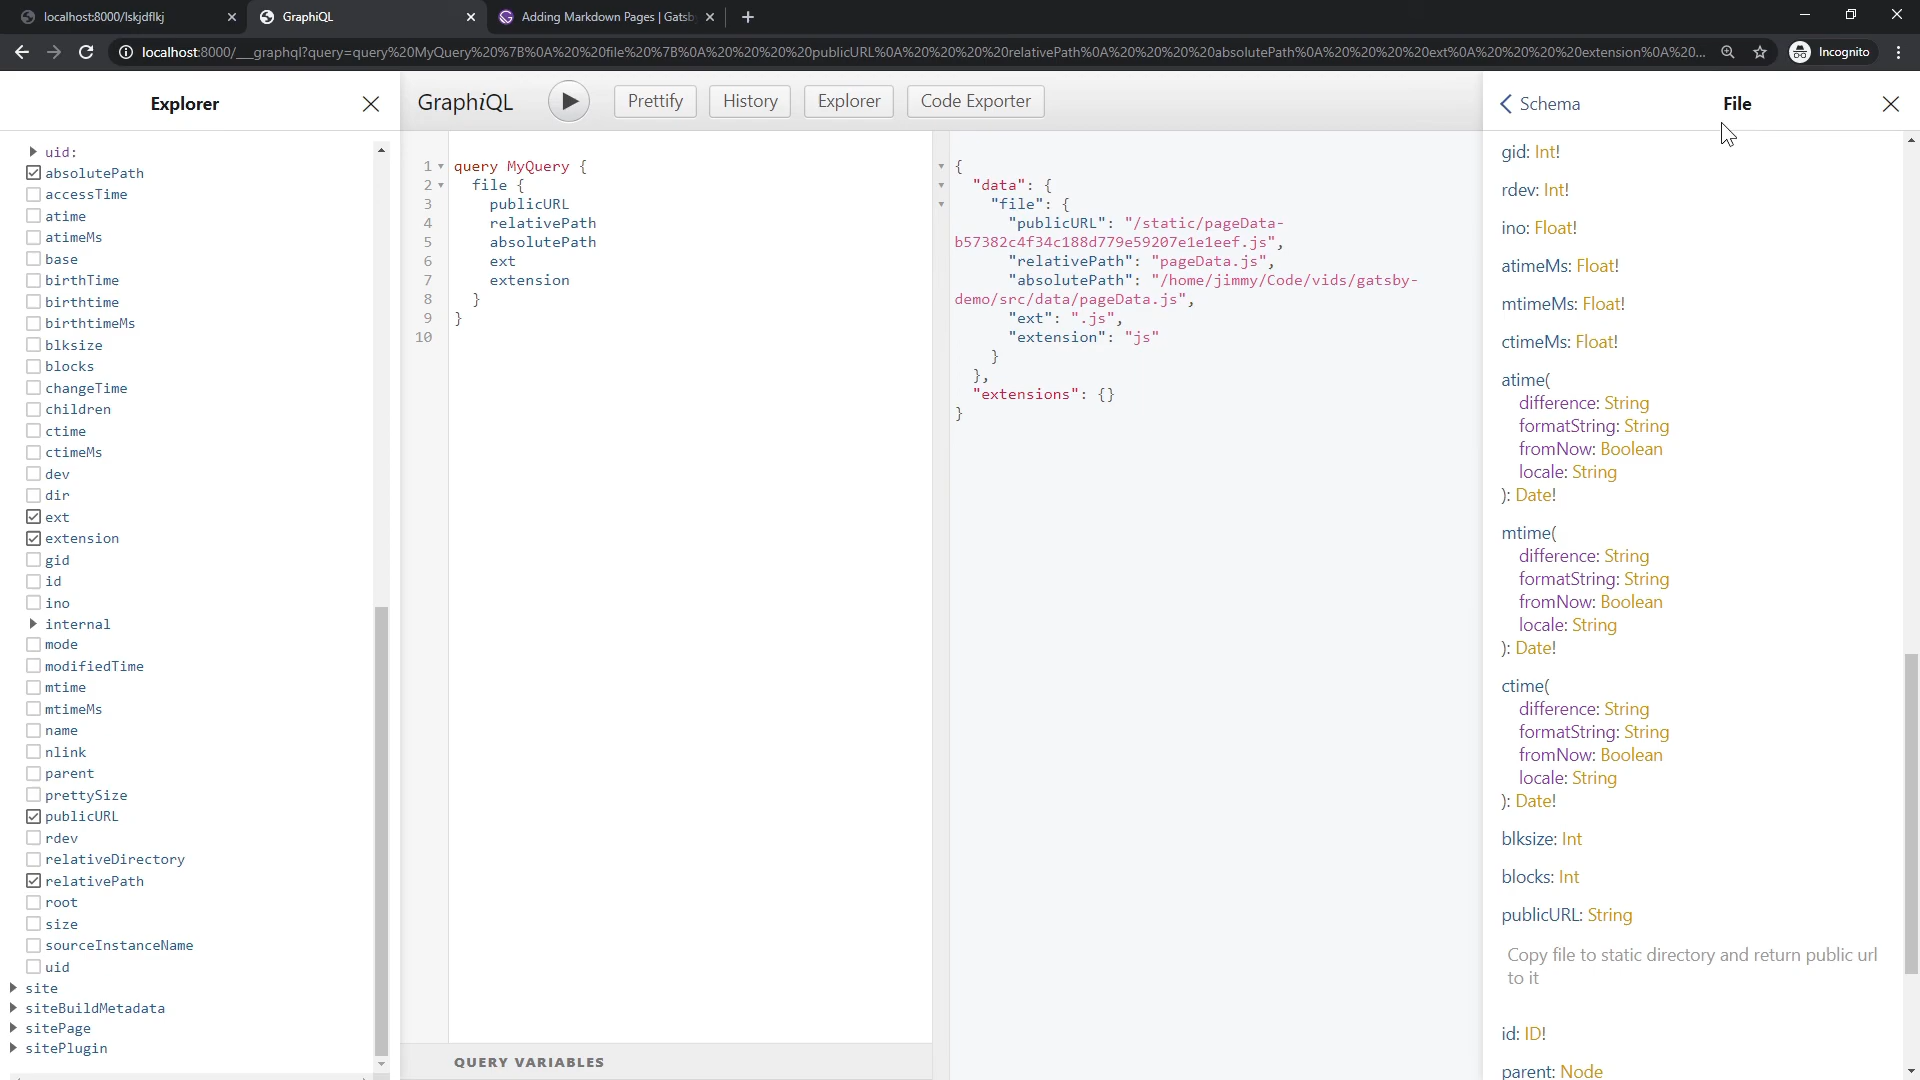 localhost:8000/lskjdflkj
GraphiQL
Adding Markdown Pages | Gatsb
localhost:8000/___graphql?query=query%20MyQuery%20%7B%0A%20%20file%20%7B%0A%20%20%20%20publicURL%0A%20%20%20%20relativePath%0A%20%20%20%20absolutePath%0A%20%20%20%20ext%0A%20%20%20%20extension%0A%20...
Incognito
Explorer
uid:
absolutePath
accessTime
atime
atimeMs
base
birthTime
birthtime
birthtimeMs
blksize
blocks
changeTime
children
ctime
ctimeMs
dev
dir
ext
extension
gid
id
ino
internal
mode
modifiedTime
mtime
mtimeMs
name
nlink
parent
prettySize
publicURL
rdev
relativeDirectory
relativePath
root
size
sourceInstanceName
uid
site
siteBuildMetadata
sitePage
sitePlugin
GraphiQL
Prettify
History
Explorer
Code Exporter
1 query MyQuery {
2 file {
3 publicURL
4 relativePath
5 absolutePath
6 ext
7 extension
8 }
9 }
10
QUERY VARIABLES
{
"data": {
"file": {
"publicURL": "/static/pageData-
b57382c4f34c188d779e59207e1e1eef.js",
"relativePath": "pageData.js",
"absolutePath": "/home/jimmy/Code/vids/gatsby-
demo/src/data/pageData.js",
"ext": ".js",
"extension": "js"
}
},
"extensions": {}
}
Schema
File
gid: Int!
rdev: Int!
ino: Float!
atimeMs: Float!
mtimeMs: Float!
ctimeMs: Float!
atime(
difference: String
formatString: String
fromNow: Boolean
locale: String
): Date!
mtime(
difference: String
formatString: String
fromNow: Boolean
locale: String
): Date!
ctime(
difference: String
formatString: String
fromNow: Boolean
locale: String
): Date!
blksize: Int
blocks: Int
publicURL: String
Copy file to static directory and return public url
to it
id: ID!
parent: Node